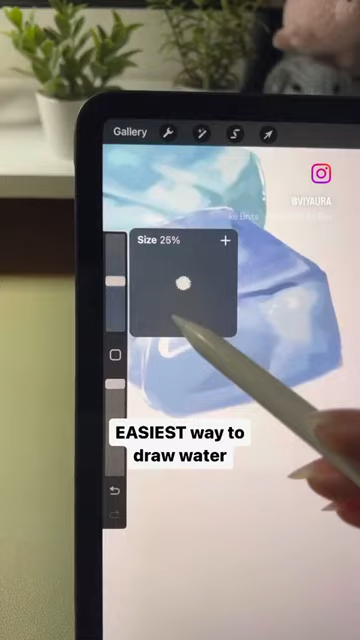 Gallery
@VIYAURA
Size 25%
EASIEST way to
draw water